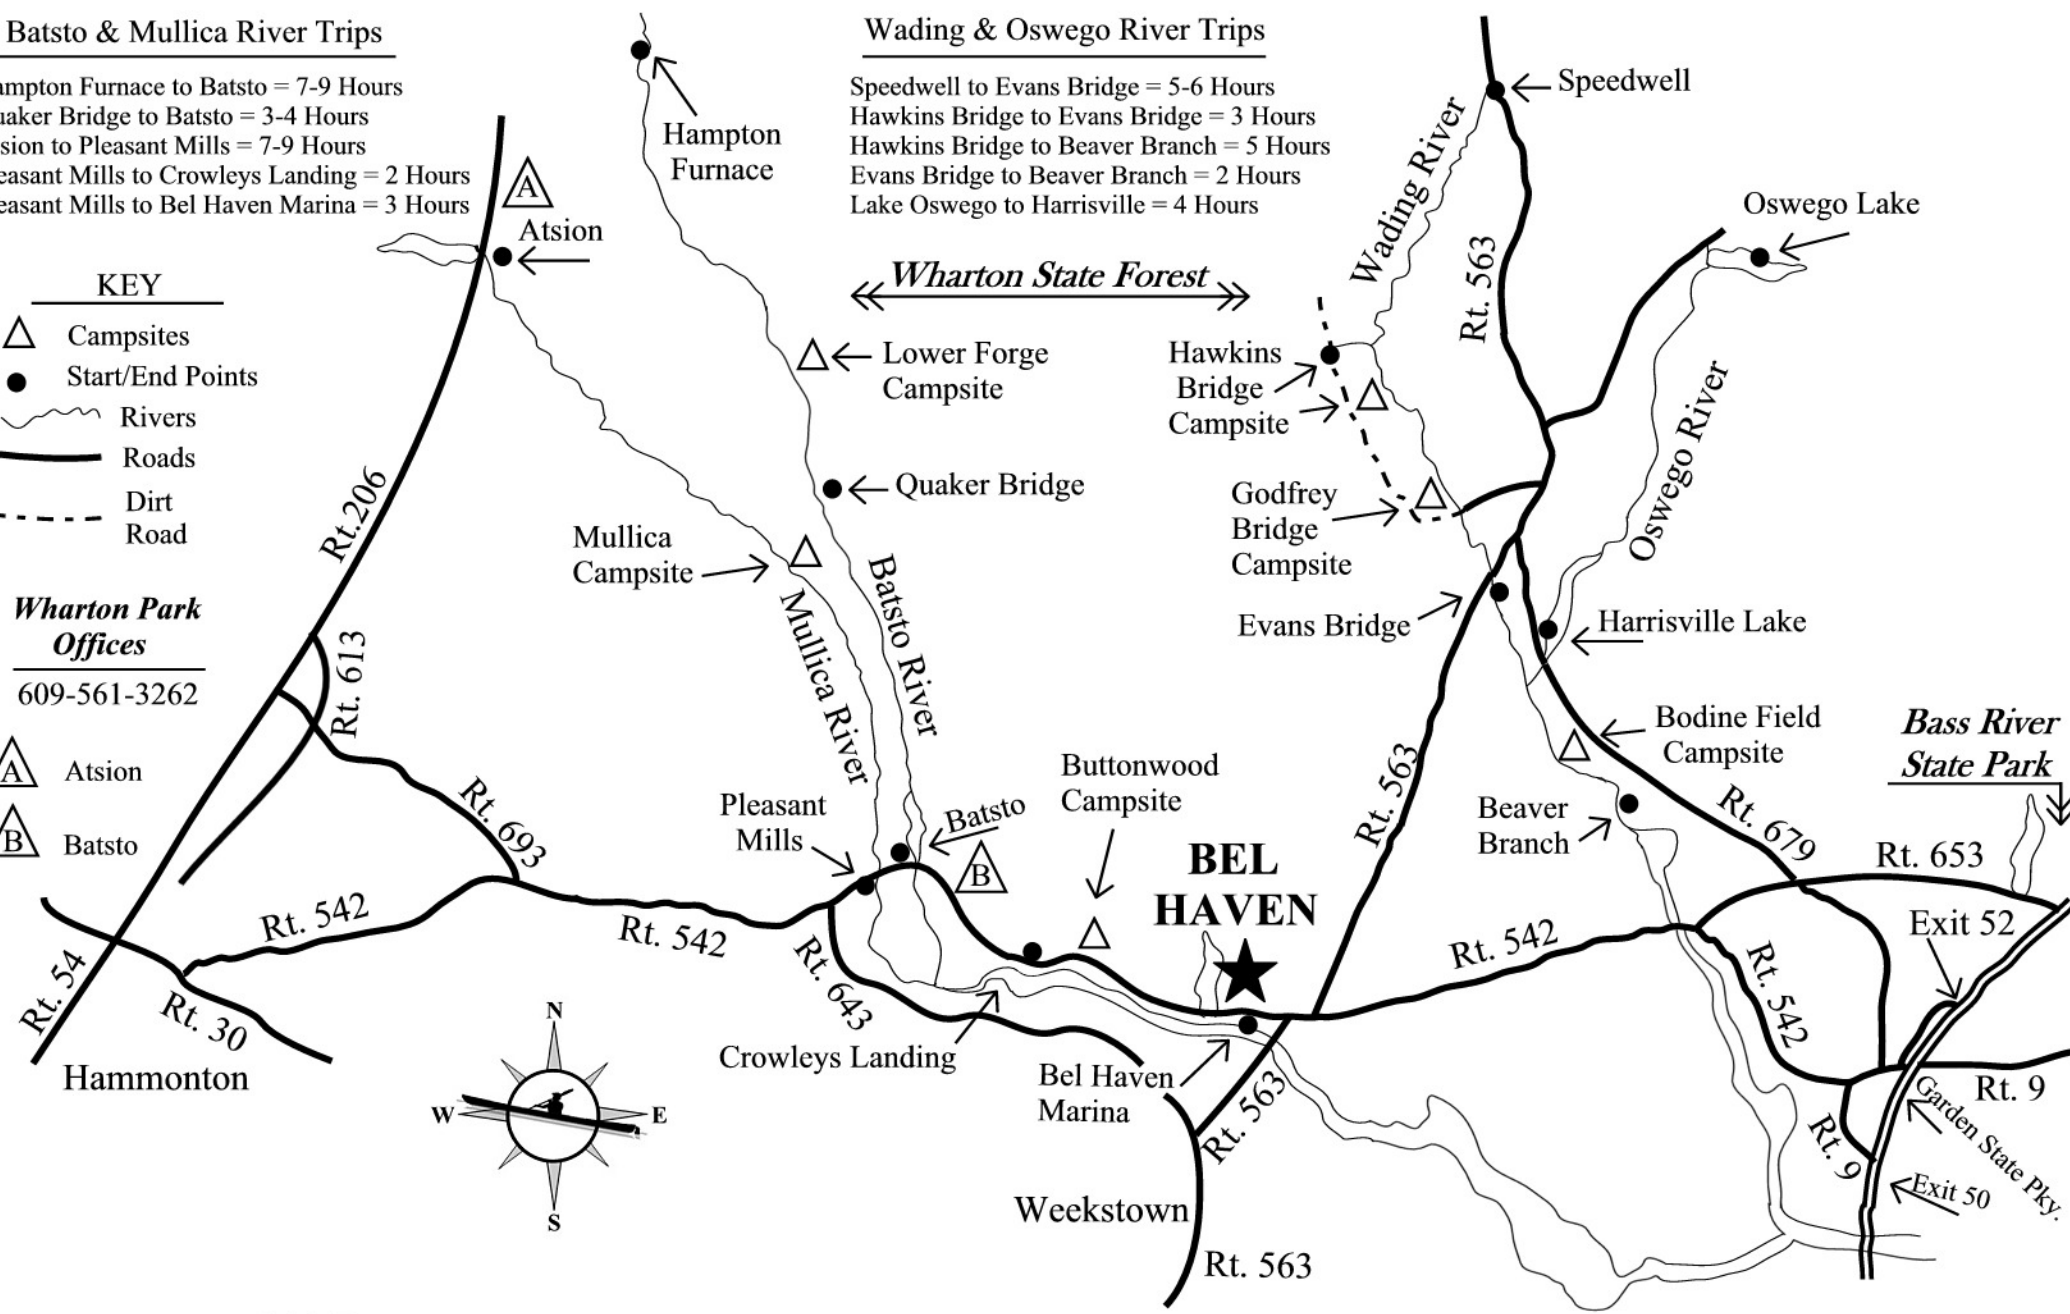 Batsto & Mullica River Trips
ampton Furnace to Batsto = 7-9 Hours
uaker Bridge to Batsto = 3-4 Hours
sion to Pleasant Mills = 7-9 Hours
easant Mills to Crowleys Landing = 2 Hours
easant Mills to Bel Haven Marina = 3 Hours
Wading & Oswego River Trips
Speedwell to Evans Bridge = 5-6 Hours
Hawkins Bridge to Evans Bridge = 3 Hours
Hawkins Bridge to Beaver Branch = 5 Hours
Evans Bridge to Beaver Branch = 2 Hours
Lake Oswego to Harrisville = 4 Hours
KEY
Campsites
Start/End Points
Rivers
Roads
Dirt
Road
Wharton Park
Offices
609-561-3262
A
Atsion
B
Batsto
Hampton
Furnace
A
Atsion
Wharton State Forest
Lower Forge
Campsite
Quaker Bridge
Mullica
Campsite
Mullica River
Batsto River
Rt.206
Rt. 613
Rt. 693
Rt. 542
Rt. 542
Rt. 54
Rt. 30
Hammonton
Pleasant
Mills
Batsto
B
Buttonwood
Campsite
BEL
HAVEN
Rt. 643
Crowleys Landing
Bel Haven
Marina
Rt. 563
Weekstown
Rt. 563
N
W
E
S
Speedwell
Wading River
Rt. 563
Oswego Lake
Oswego River
Hawkins
Bridge
Campsite
Godfrey
Bridge
Campsite
Evans Bridge
Harrisville Lake
Rt. 563
Bodine Field
Campsite
Beaver
Branch
Rt. 679
Bass River
State Park
Rt. 653
Exit 52
Rt. 542
Rt. 542
Rt. 9
Rt. 9
Garden State Pky.
Exit 50